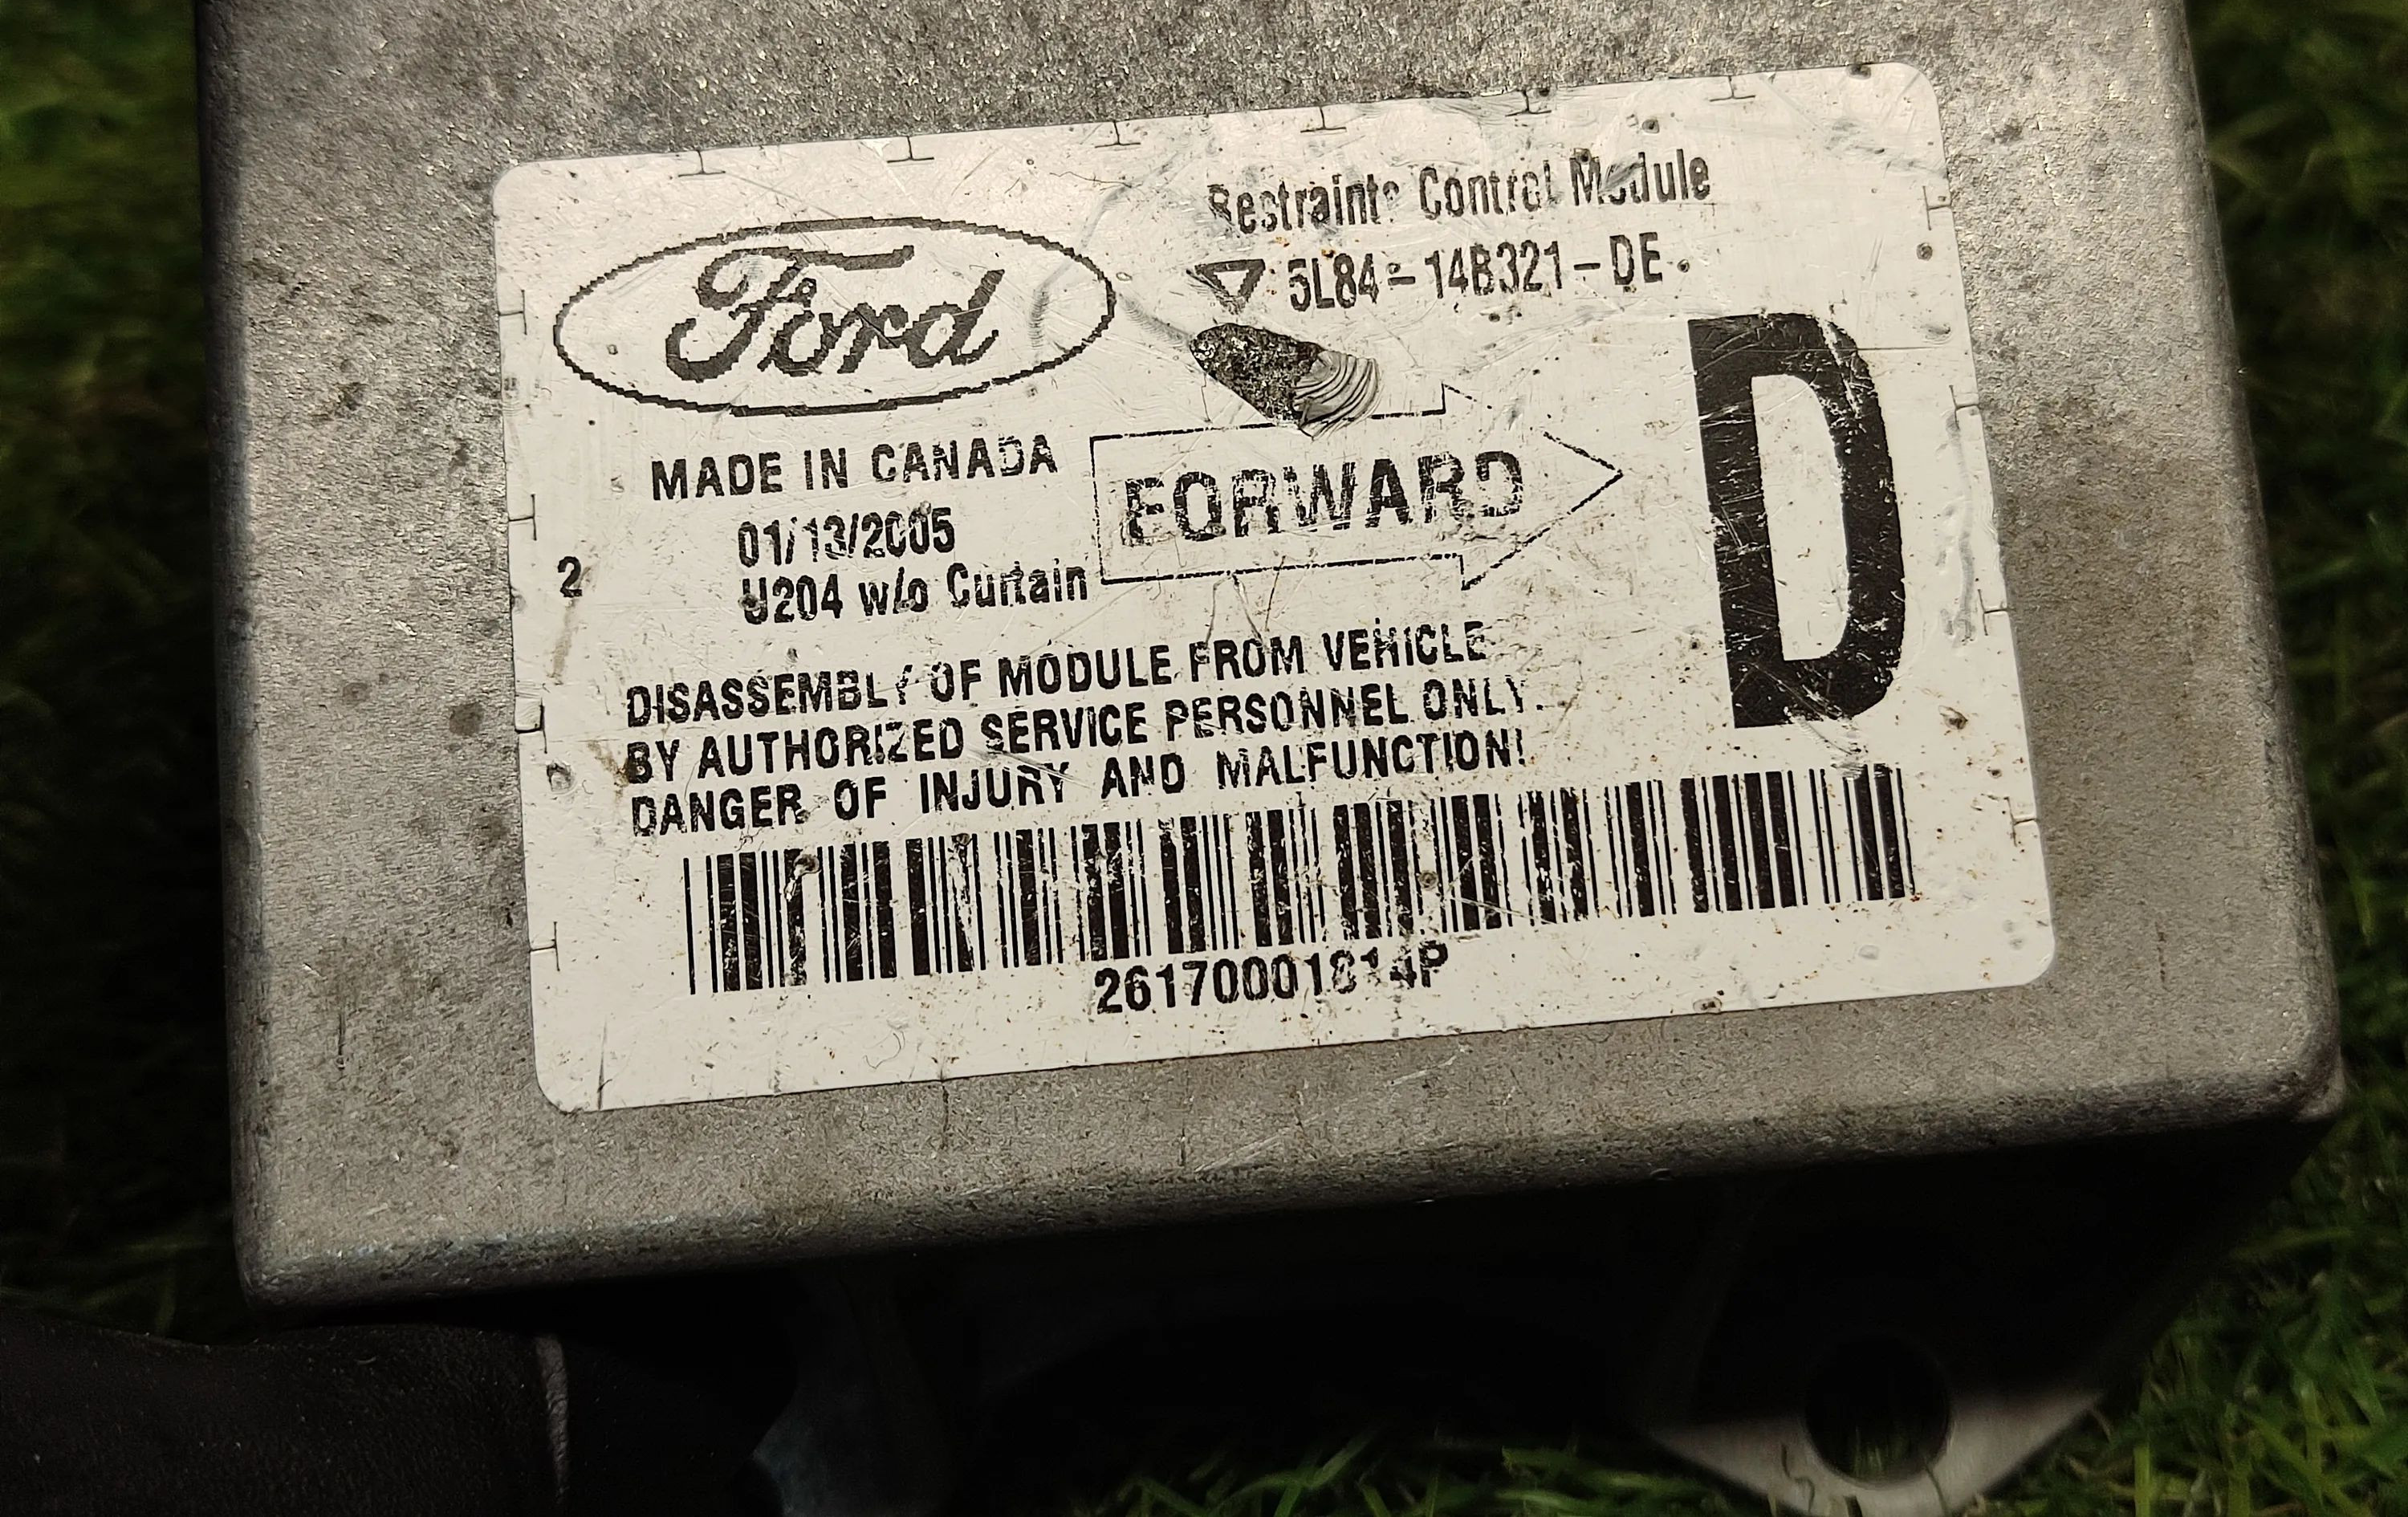 Ford
Restraints Control Module
5L84-14B321-DE
MADE IN CANADA
FORWARD
D
01/13/2005
2
U204 w/o Curtain
DISASSEMBLY OF MODULE FROM VEHICLE
BY AUTHORIZED SERVICE PERSONNEL ONLY.
DANGER OF INJURY AND MALFUNCTION!